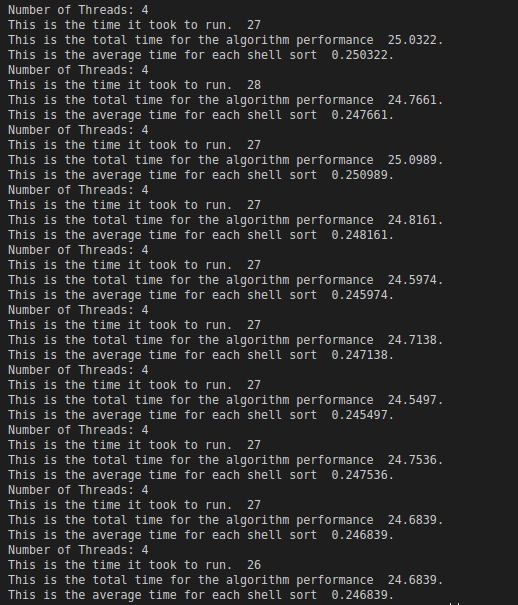 Number of Threads: 4
This is the time it took to run.  27
This is the total time for the algorithm performance  25.0322.
This is the average time for each shell sort  0.250322.
Number of Threads: 4
This is the time it took to run.  28
This is the total time for the algorithm performance  24.7661.
This is the average time for each shell sort  0.247661.
Number of Threads: 4
This is the time it took to run.  27
This is the total time for the algorithm performance  25.0989.
This is the average time for each shell sort  0.250989.
Number of Threads: 4
This is the time it took to run.  27
This is the total time for the algorithm performance  24.8161.
This is the average time for each shell sort  0.248161.
Number of Threads: 4
This is the time it took to run.  27
This is the total time for the algorithm performance  24.5974.
This is the average time for each shell sort  0.245974.
Number of Threads: 4
This is the time it took to run.  27
This is the total time for the algorithm performance  24.7138.
This is the average time for each shell sort  0.247138.
Number of Threads: 4
This is the time it took to run.  27
This is the total time for the algorithm performance  24.5497.
This is the average time for each shell sort  0.245497.
Number of Threads: 4
This is the time it took to run.  27
This is the total time for the algorithm performance  24.7536.
This is the average time for each shell sort  0.247536.
Number of Threads: 4
This is the time it took to run.  27
This is the total time for the algorithm performance  24.6839.
This is the average time for each shell sort  0.246839.
Number of Threads: 4
This is the time it took to run.  26
This is the total time for the algorithm performance  24.6839.
This is the average time for each shell sort  0.246839.